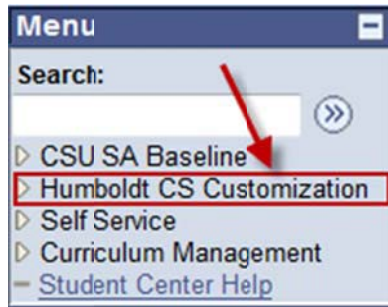 Menu
Search:
CSU SA Baseline
Humboldt CS Customization
Self Service
Curriculum Management
Student Center Help